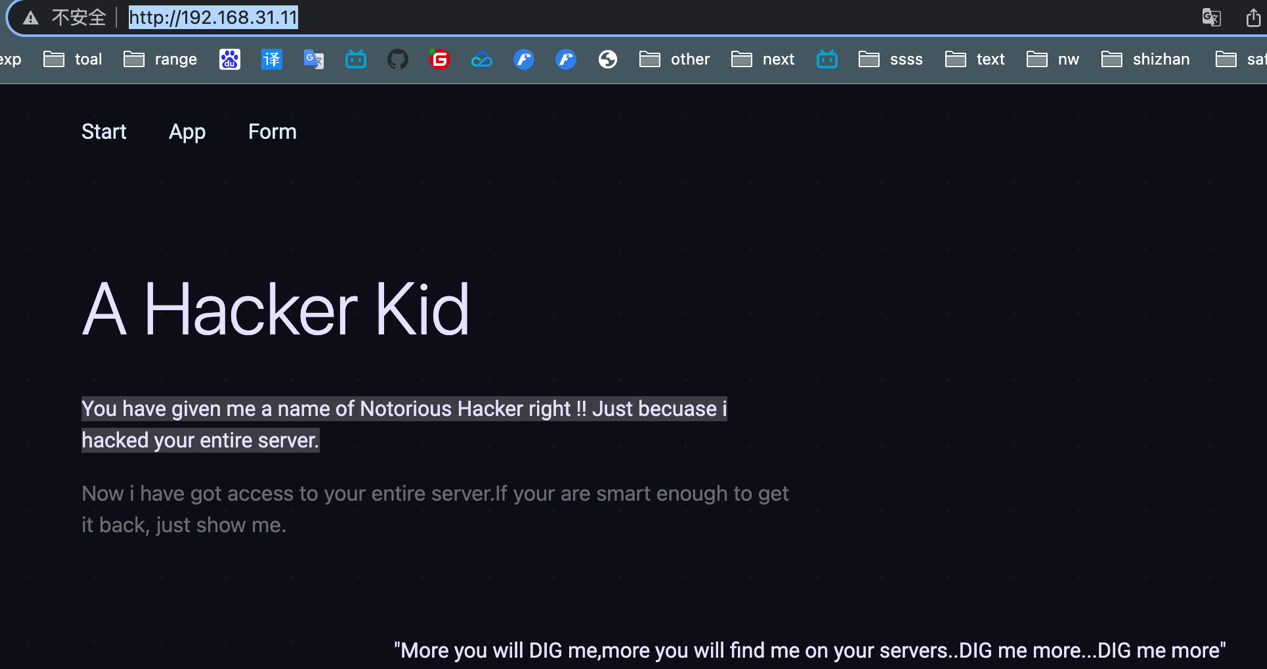 不安全 http://192.168.31.11
exp toal range du 译 G other next ssss text nw shizhan saf
Start App Form
A Hacker Kid
You have given me a name of Notorious Hacker right !! Just becuase i
hacked your entire server.
Now i have got access to your entire server.If your are smart enough to get
it back, just show me.
"More you will DIG me,more you will find me on your servers..DIG me more...DIG me more"